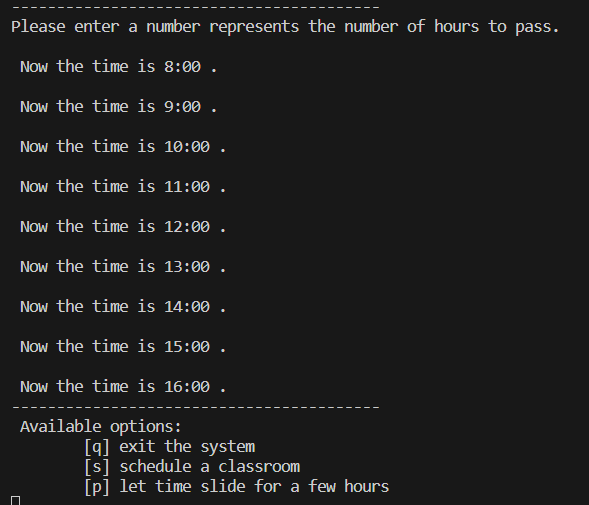 -----------------------------------------
Please enter a number represents the number of hours to pass.
Now the time is 8:00 .
Now the time is 9:00 .
Now the time is 10:00 .
Now the time is 11:00 .
Now the time is 12:00 .
Now the time is 13:00 .
Now the time is 14:00 .
Now the time is 15:00 .
Now the time is 16:00 .
-----------------------------------------
Available options:
[q] exit the system
[s] schedule a classroom
[p] let time slide for a few hours